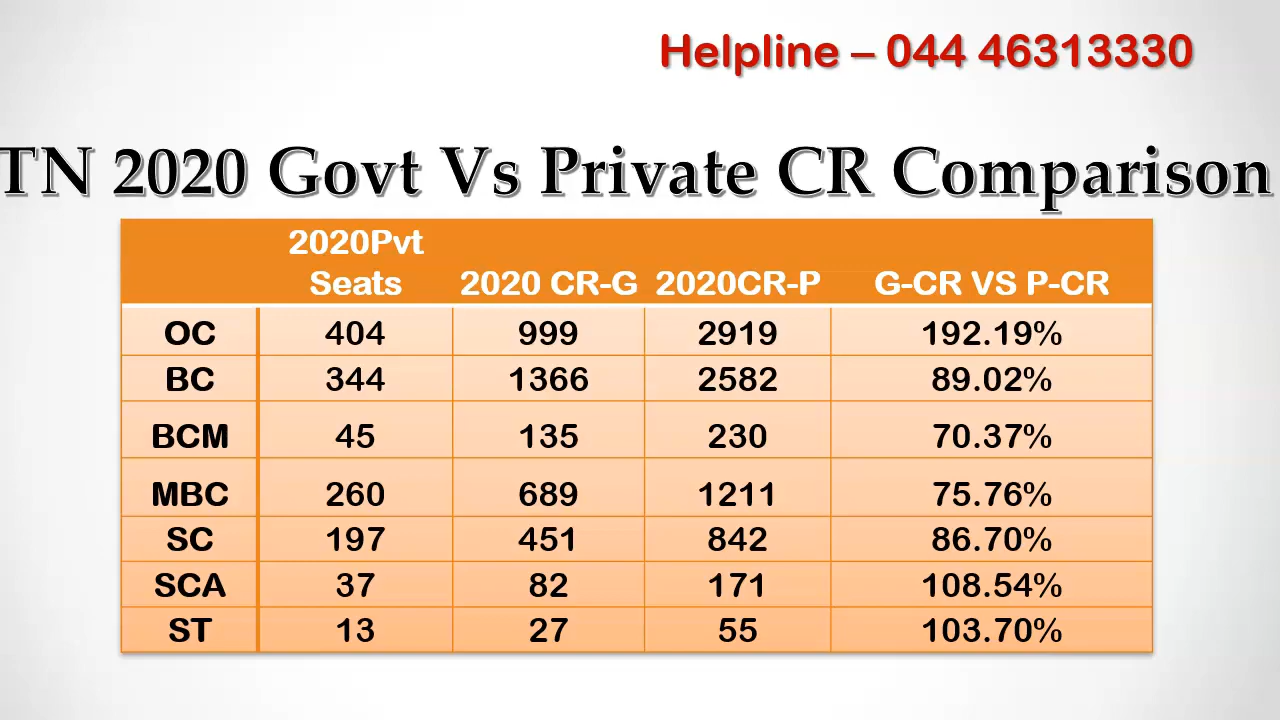 Helpline – 044 46313330
TN 2020 Govt Vs Private CR Comparison
2020Pvt
Seats 2020 CR-G 2020CR-P G-CR VS P-CR
OC 404 999 2919 192.19%
BC 344 1366 2582 89.02%
BCM 45 135 230 70.37%
MBC 260 689 1211 75.76%
SC 197 451 842 86.70%
SCA 37 82 171 108.54%
ST 13 27 55 103.70%